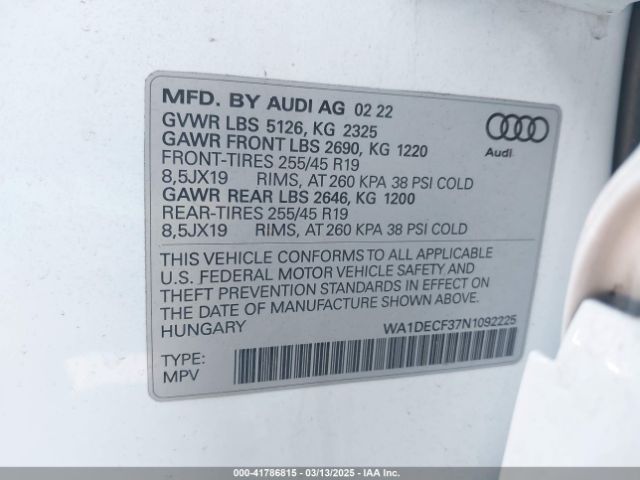 MFD. BY AUDI AG 02 22
GVWR LBS 5126, KG 2325
GAWR FRONT LBS 2690, KG 1220
FRONT-TIRES 255/45 R19
8,5JX19 RIMS, AT 260 KPA 38 PSI COLD
GAWR REAR LBS 2646, KG 1200
REAR-TIRES 255/45 R19
8,5JX19 RIMS, AT 260 KPA 38 PSI COLD
Audi
THIS VEHICLE CONFORMS TO ALL APPLICABLE
U.S. FEDERAL MOTOR VEHICLE SAFETY AND
THEFT PREVENTION STANDARDS IN EFFECT ON
THE DATE OF MANUFACTURE SHOWN ABOVE.
HUNGARY WA1DECF37N1092225
TYPE:
MPV
000-41786815 - 03/13/2025 - IAA Inc.